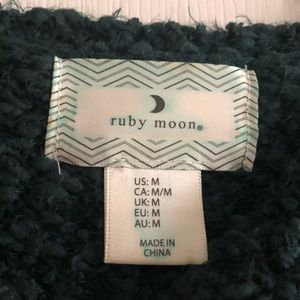 ruby moon®
US: M
CA: M/M
UK: M
EU: M
AU: M
MADE IN
CHINA